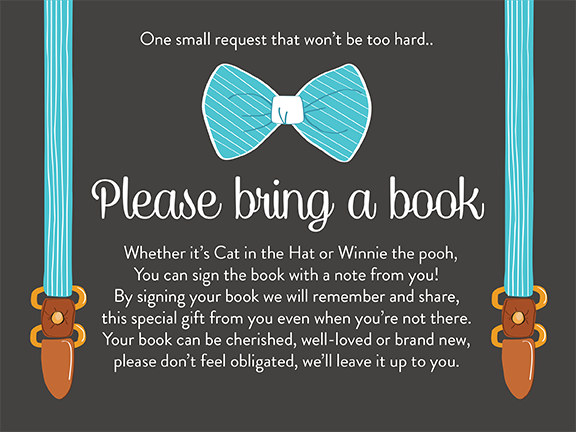 One small request that won't be too hard..
Please bring a book
Whether it's Cat in the Hat or Winnie the pooh,
You can sign the book with a note from you!
By signing your book we will remember and share,
this special gift from you even when you're not there.
Your book can be cherished, well-loved or brand new,
please don't feel obligated, we'll leave it up to you.